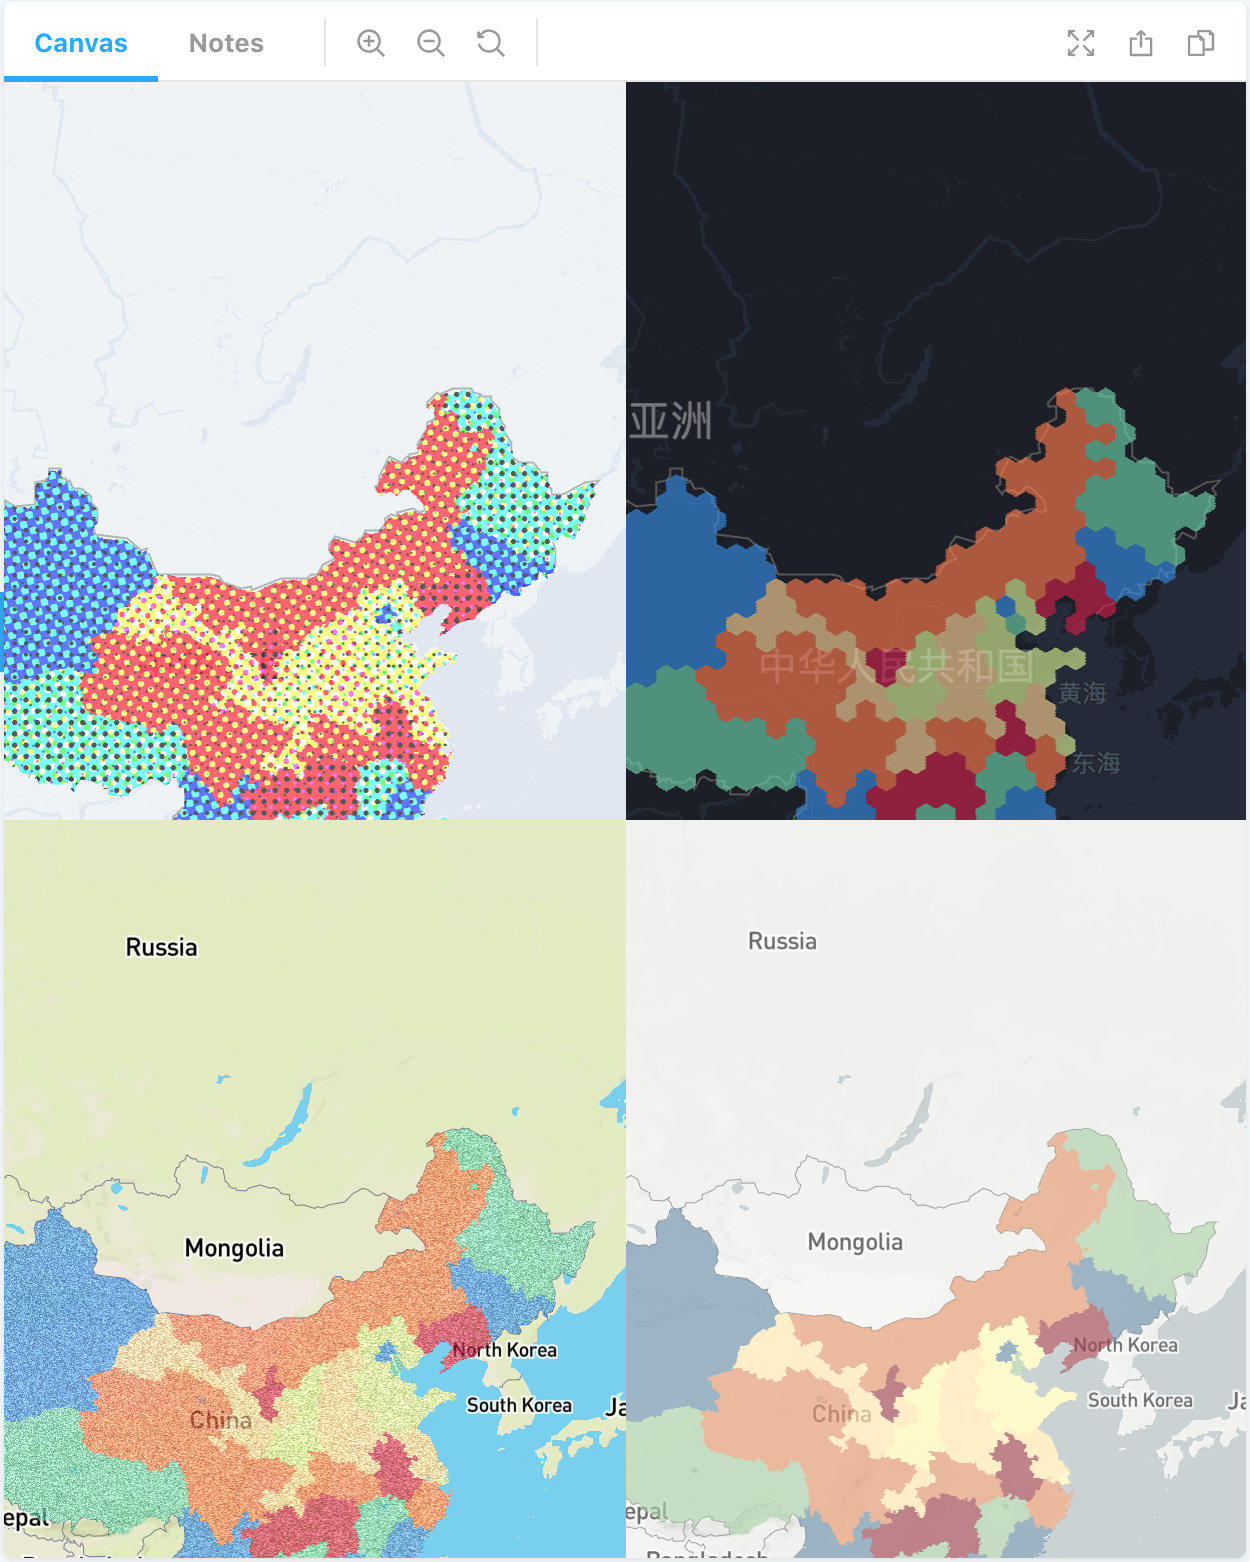 Canvas
Notes
亚洲
中华人民共和国
黄海
东海
Russia
Mongolia
North Korea
South Korea
Ja
China
epal
Russia
Mongolia
North Korea
South Korea
Ja
China
epal
Bangladesh